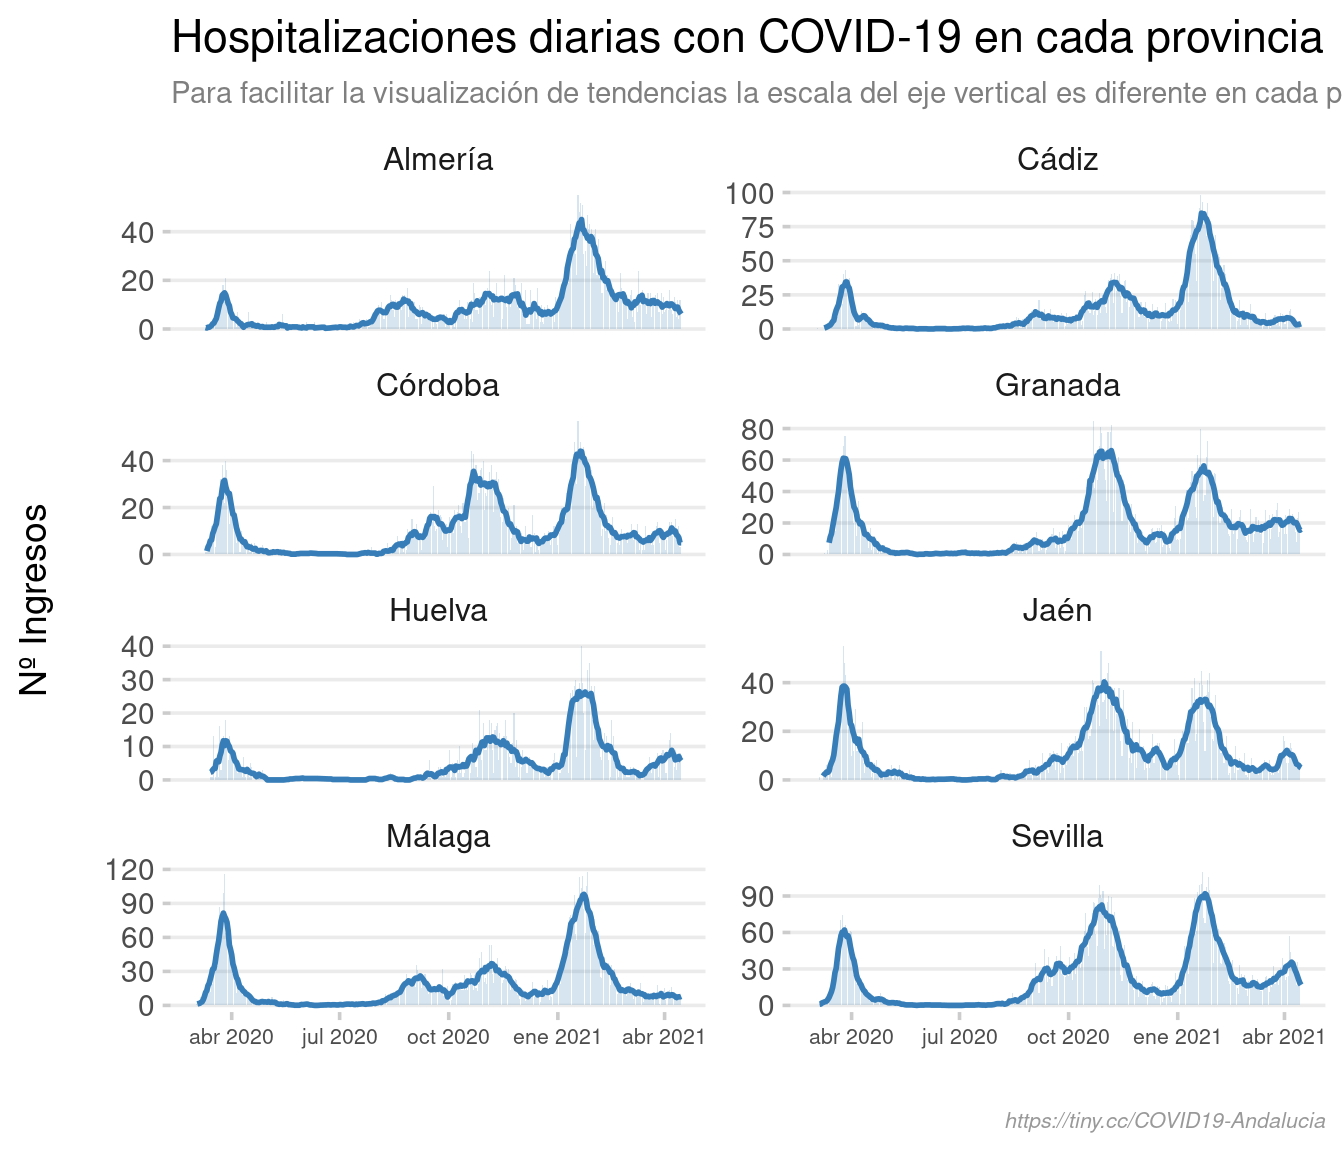 Hospitalizaciones diarias con COVID-19 en cada provincia
Para facilitar la visualización de tendencias la escala del eje vertical es diferente en cada p
Almería
Cádiz
40
20
0
100
75
50
25
0
Córdoba
Granada
40
20
0
80
60
40
20
0
Nº Ingresos
Huelva
Jaén
40
30
20
10
0
40
20
0
Málaga
Sevilla
120
90
60
30
0
90
60
30
0
abr 2020 jul 2020 oct 2020 ene 2021 abr 2021
abr 2020 jul 2020 oct 2020 ene 2021 abr 2021
https://tiny.cc/COVID19-Andalucia